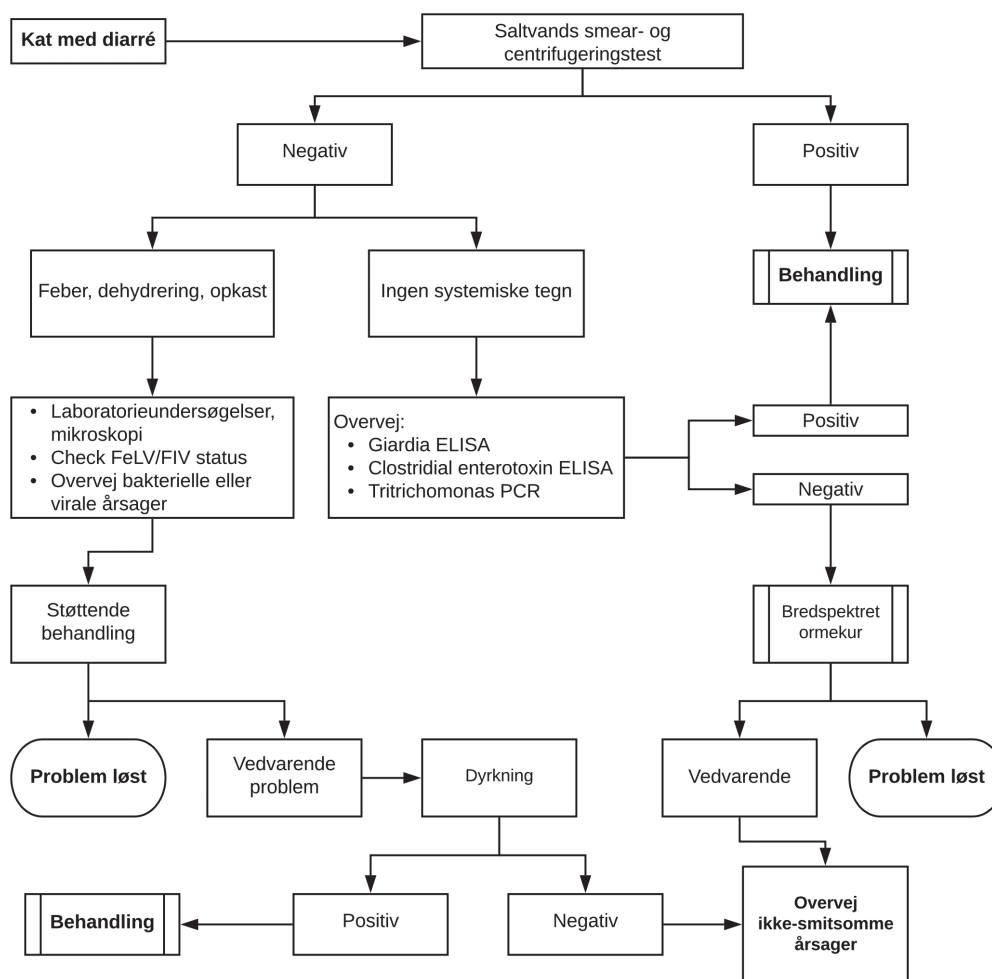 Kat med diarré
Saltvands smear- og
centrifugeringstest
Negativ
Positiv
Feber, dehydrering, opkast
Ingen systemiske tegn
Behandling
• Laboratorieundersøgelser,
mikroskopi
• Check FeLV/FIV status
• Overvej bakterielle eller
virale årsager
Overvej:
• Giardia ELISA
• Clostridial enterotoxin ELISA
• Tritrichomonas PCR
Positiv
Negativ
Støttende
behandling
Bredspektret
ormekur
Problem løst
Vedvarende
problem
Dyrkning
Vedvarende
Problem løst
Behandling
Positiv
Negativ
Overvej
ikke-smitsomme
årsager